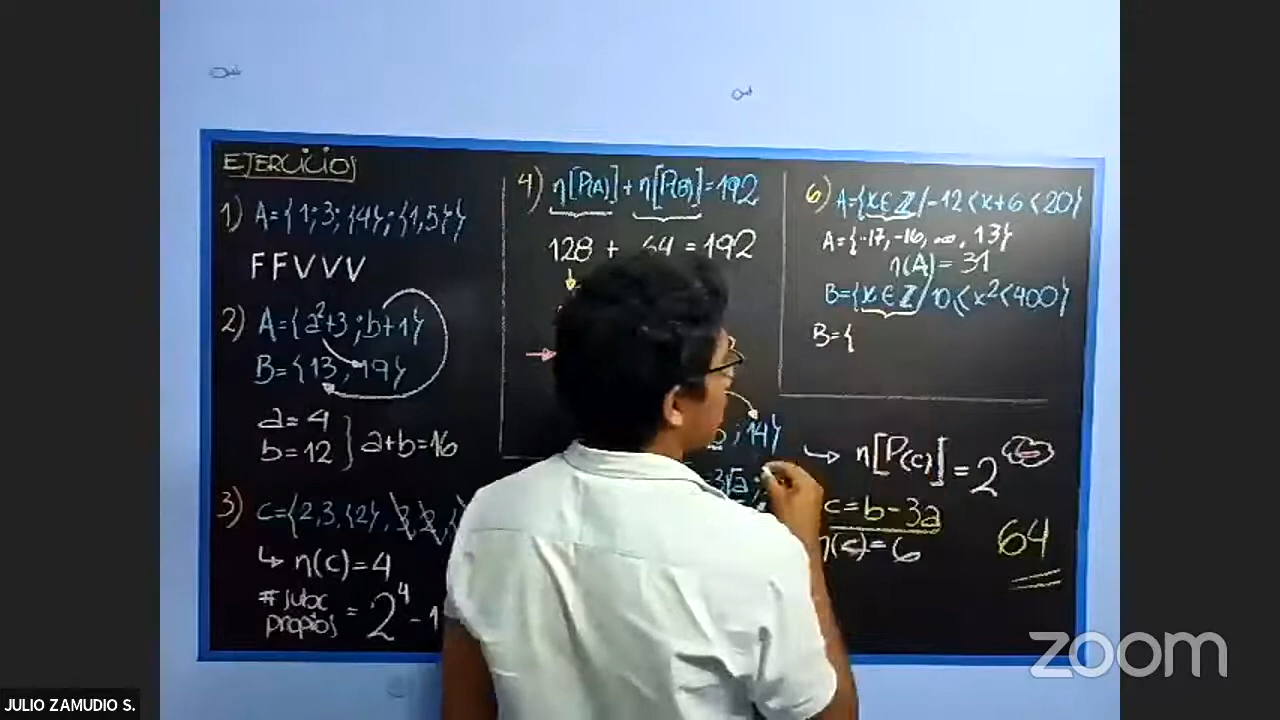 EJERCICIOS
1) A={1;3;{4};{1,5}}
FFVVV
2) A={a²+3;b+1}
B={13;19}
a=4
b=12 } a+b=16
3) C={2,3,{2},
↳ n(c)=4
#subc
propios = 2⁴-1
4) n[P(A)]+n[P(B)]=192
128 + 64 =192
;14}
³√a;
↳ n[P(C)]=2
c=b-3a
n(c)=6
64
6) A={x∈Z/-12<x+6<20}
A={-17,-16,...,13}
n(A)=31
B={x∈Z/10<x²<400}
B={
JULIO ZAMUDIO S.
zoom